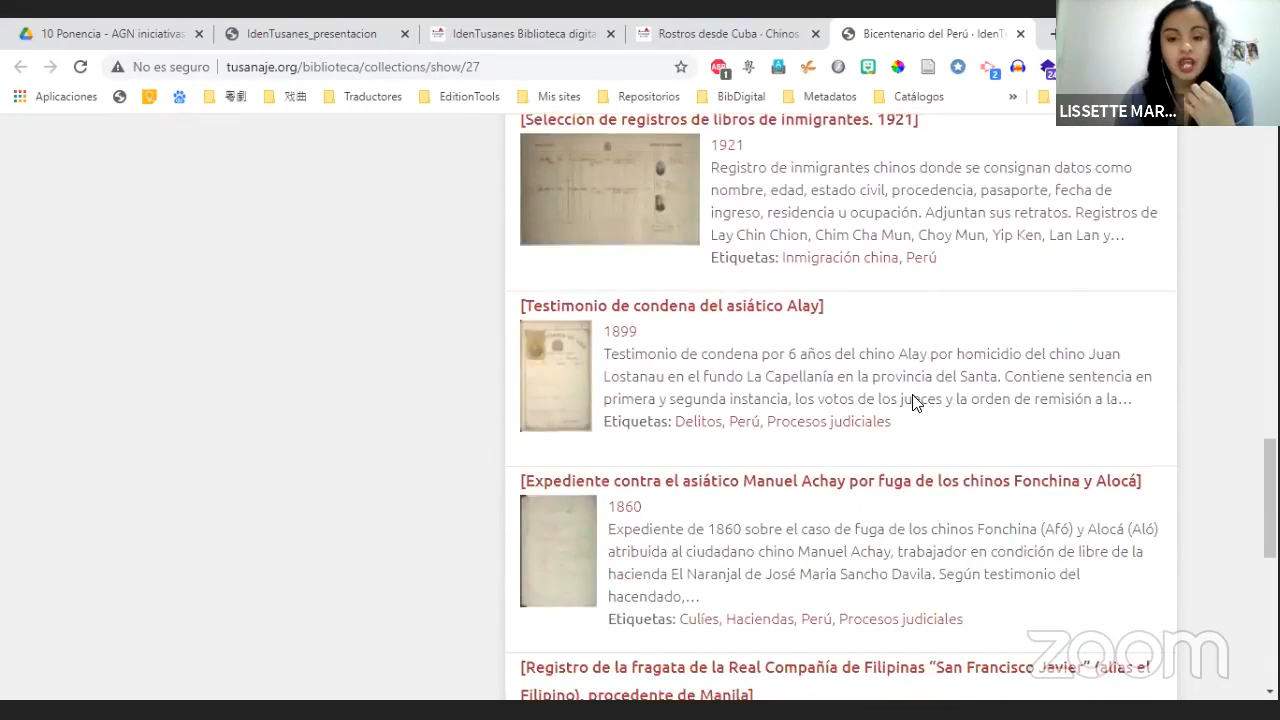 10 Ponencia - AGN iniciativas
IdenTusanes_presentacion
IdenTusanes Biblioteca digita
Rostros desde Cuba · Chinos
Bicentenario del Perú · IdenT
No es seguro
tusanaje.org/biblioteca/collections/show/27
ABP
1
2
24
Aplicaciones
粵劇
戏曲
Traductores
EditionTools
Mis sites
Repositorios
BibDigital
Metadatos
Catálogos
»
LISSETTE MAR...
[Selección de registros de libros de inmigrantes. 1921]
1921
Registro de inmigrantes chinos donde se consignan datos como
nombre, edad, estado civil, procedencia, pasaporte, fecha de
ingreso, residencia u ocupación. Adjuntan sus retratos. Registros de
Lay Chin Chion, Chim Cha Mun, Choy Mun, Yip Ken, Lan Lan y…
Etiquetas: Inmigración china, Perú
[Testimonio de condena del asiático Alay]
1899
Testimonio de condena por 6 años del chino Alay por homicidio del chino Juan
Lostanau en el fundo La Capellanía en la provincia del Santa. Contiene sentencia en
primera y segunda instancia, los votos de los jueces y la orden de remisión a la…
Etiquetas: Delitos, Perú, Procesos judiciales
[Expediente contra el asiático Manuel Achay por fuga de los chinos Fonchina y Alocá]
1860
Expediente de 1860 sobre el caso de fuga de los chinos Fonchina (Afó) y Alocá (Aló)
atribuida al ciudadano chino Manuel Achay, trabajador en condición de libre de la
hacienda El Naranjal de José Maria Sancho Davila. Según testimonio del
hacendado,…
Etiquetas: Culíes, Haciendas, Perú, Procesos judiciales
[Registro de la fragata de la Real Compañía de Filipinas “San Francisco Javier” (alias el
Filipino), procedente de Manila]
zoom